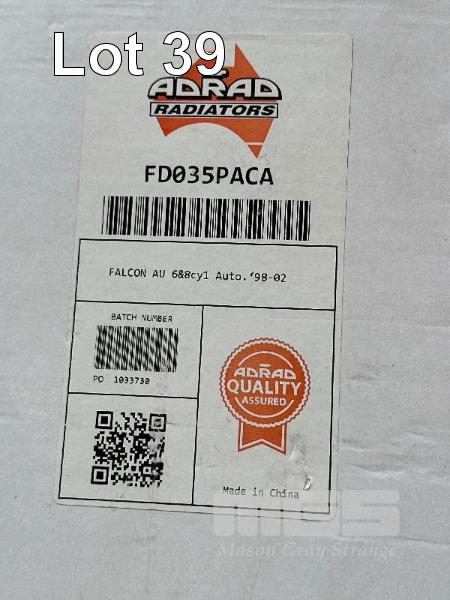 Lot 39
ADRAD
RADIATORS
FD035PACA
FALCON AU 6&8cyl Auto.'98-02
BATCH NUMBER
PO 1033730
ADRAD
QUALITY
ASSURED
Made in China
MGS
Mason Gray Strange